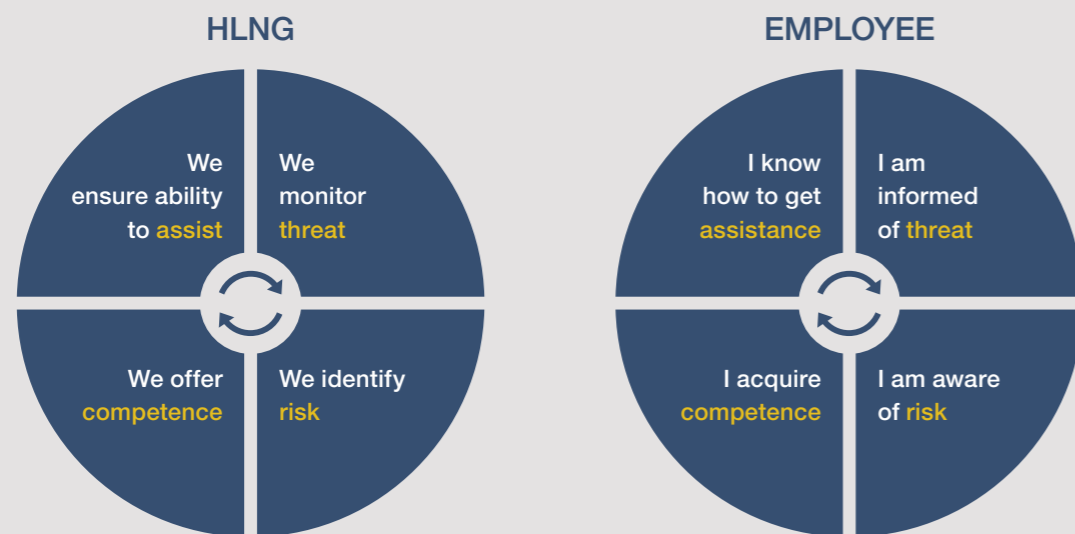 HLNG
We
ensure ability
to assist
We
monitor
threat
We offer
competence
We identify
risk
EMPLOYEE
I know
how to get
assistance
I am
informed
of threat
I acquire
competence
I am aware
of risk